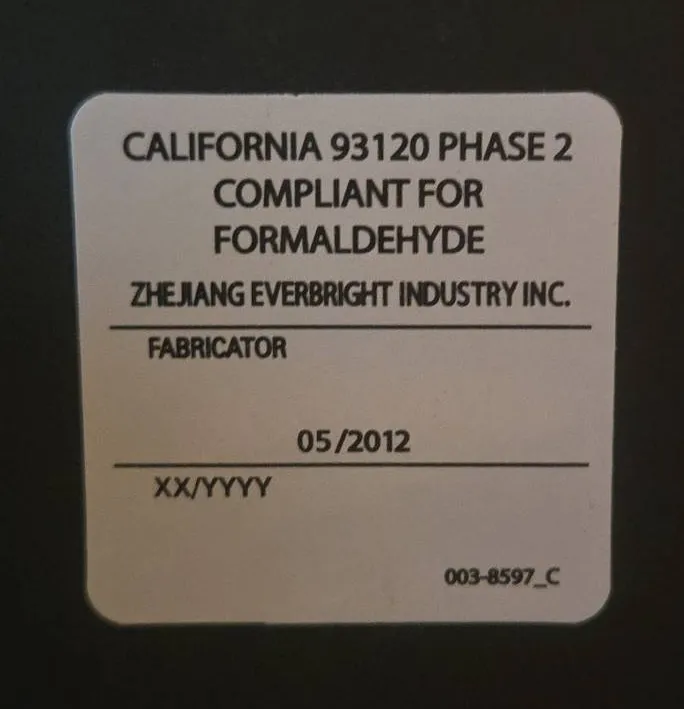 CALIFORNIA 93120 PHASE 2
COMPLIANT FOR
FORMALDEHYDE
ZHEJIANG EVERBRIGHT INDUSTRY INC.
FABRICATOR
05/2012
XX/YYYY
003-8597_C